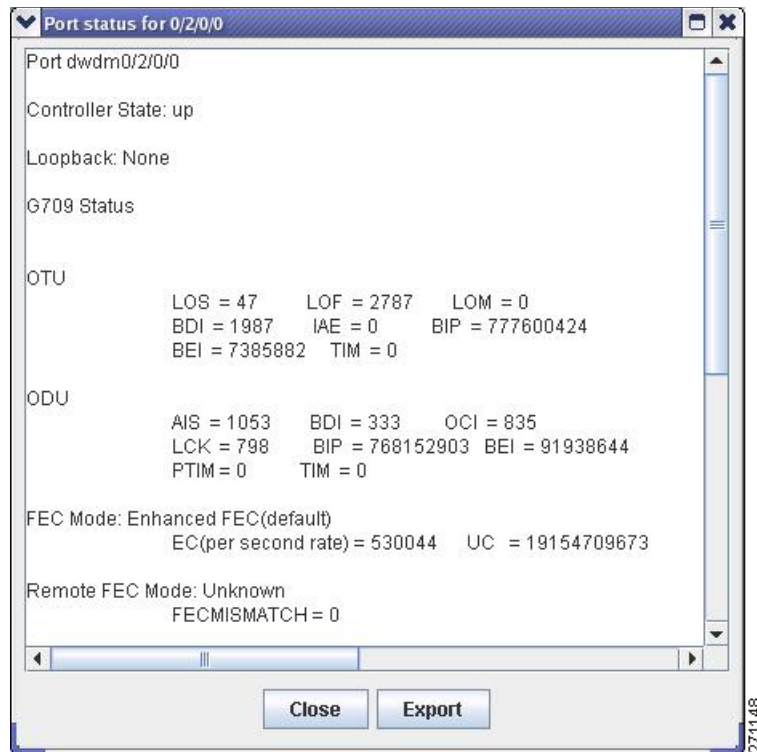 Port status for 0/2/0/0
Port dwdm0/2/0/0
Controller State: up
Loopback: None
G709 Status
OTU
LOS = 47 LOF = 2787 LOM = 0
BDI = 1987 IAE = 0 BIP = 777600424
BEI = 7385882 TIM = 0
ODU
AIS = 1053 BDI = 333 OCI = 835
LCK = 798 BIP = 768152903 BEI = 91938644
PTIM = 0 TIM = 0
FEC Mode: Enhanced FEC(default)
EC(per second rate) = 530044 UC = 19154709673
Remote FEC Mode: Unknown
FECMISMATCH = 0
Close Export
271148